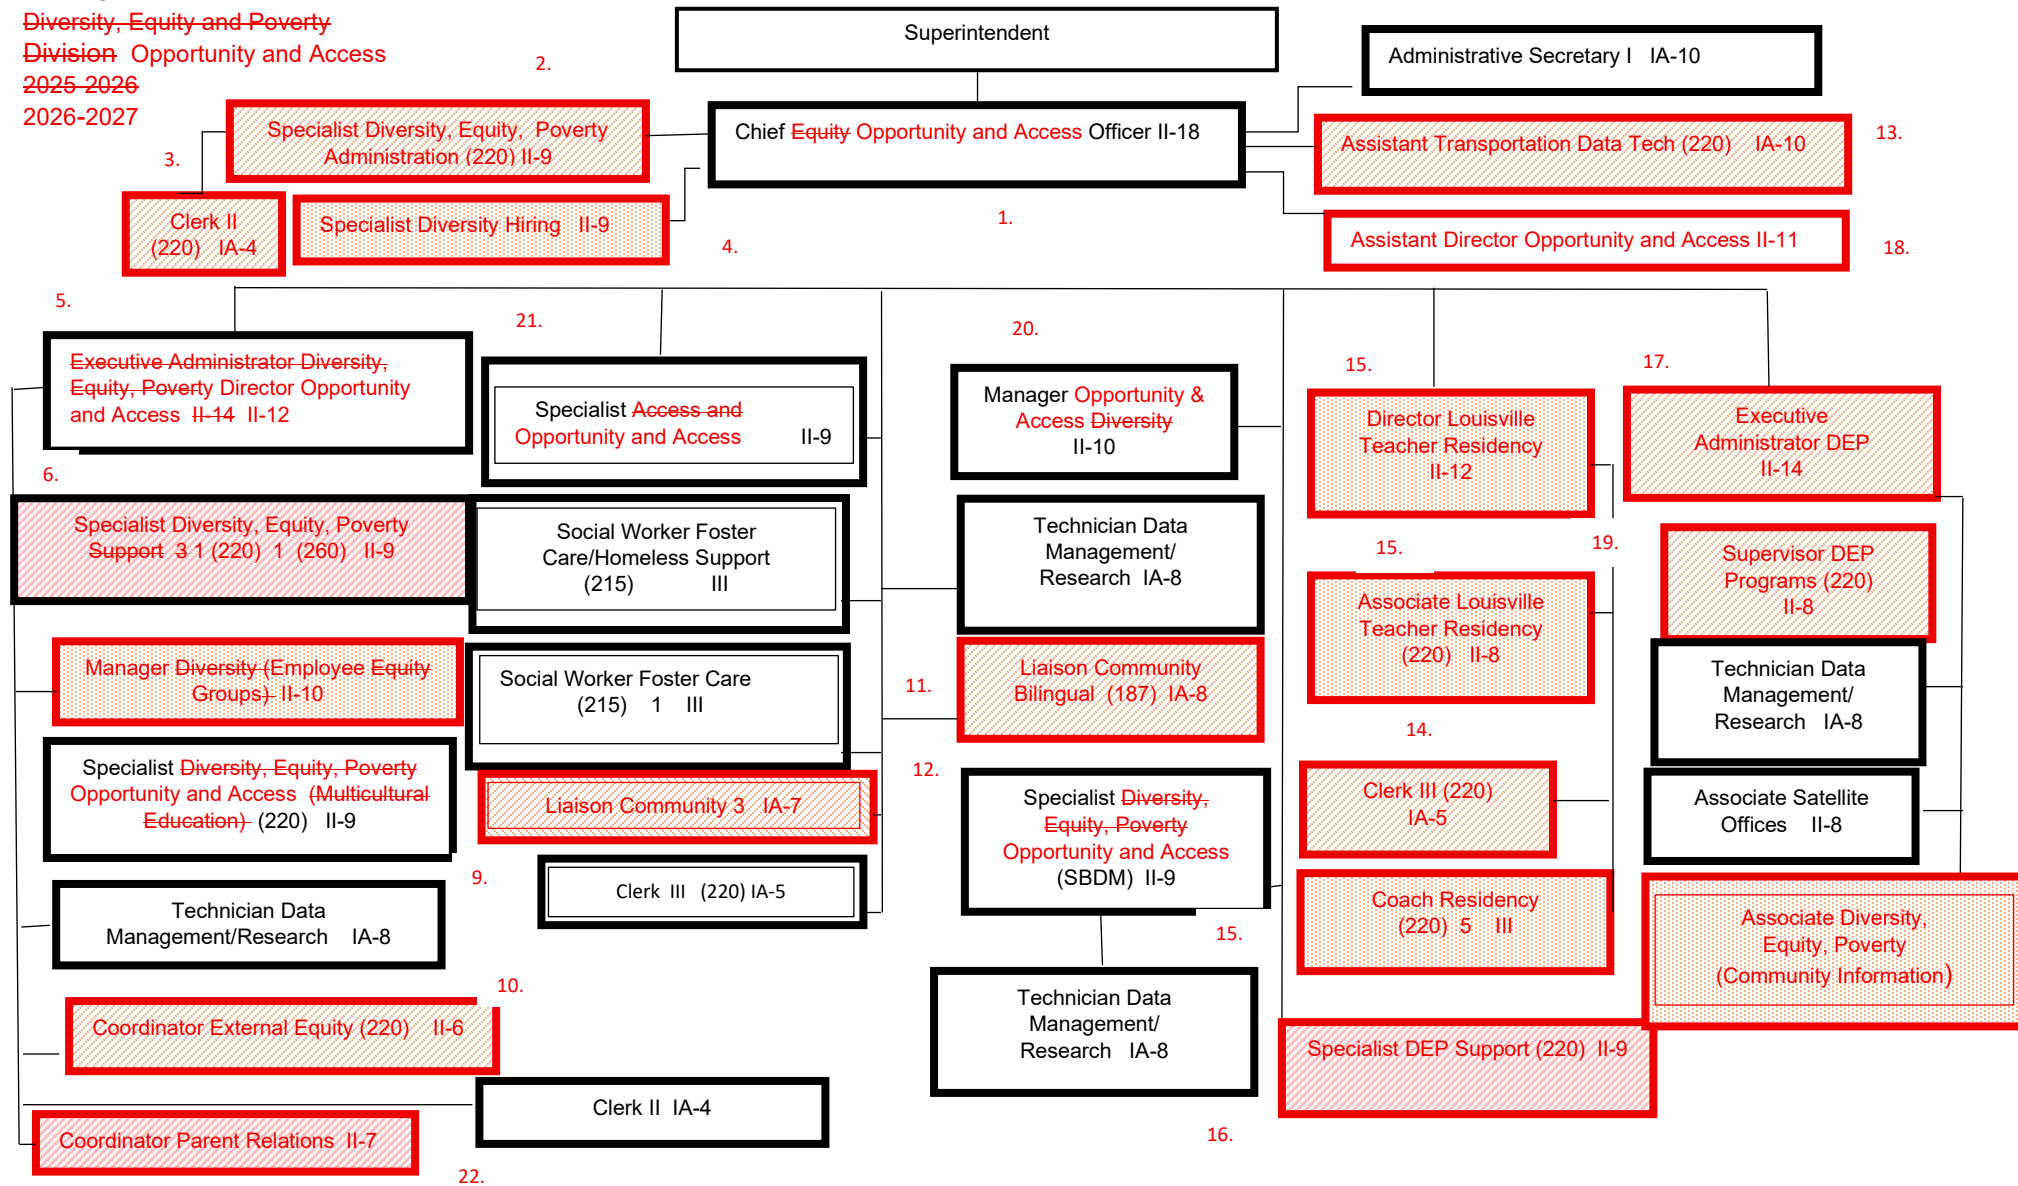 Diversity, Equity and Poverty
Division Opportunity and Access
2025-2026
2026-2027
Superintendent
Administrative Secretary I IA-10
2.
Specialist Diversity, Equity, Poverty
Administration (220) II-9
Chief Equity Opportunity and Access Officer II-18
Assistant Transportation Data Tech (220) IA-10
13.
3.
Clerk II
(220) IA-4
Specialist Diversity Hiring II-9
4.
1.
Assistant Director Opportunity and Access II-11
18.
5.
Executive Administrator Diversity,
Equity, Poverty Director Opportunity
and Access II-14 II-12
6.
Specialist Diversity, Equity, Poverty
Support 3 1 (220) 1 (260) II-9
Manager Diversity (Employee Equity
Groups) II-10
Specialist Diversity, Equity, Poverty
Opportunity and Access (Multicultural
Education) (220) II-9
9.
Technician Data
Management/Research IA-8
10.
Coordinator External Equity (220) II-6
Clerk II IA-4
Coordinator Parent Relations II-7
22.
21.
Specialist Access and
Opportunity and Access II-9
Social Worker Foster
Care/Homeless Support
(215) III
Social Worker Foster Care
(215) 1 III
Liaison Community 3 IA-7
Clerk III (220) IA-5
20.
Manager Opportunity &
Access Diversity
II-10
Technician Data
Management/
Research IA-8
11.
Liaison Community
Bilingual (187) IA-8
12.
Specialist Diversity,
Equity, Poverty
Opportunity and Access
(SBDM) II-9
15.
Technician Data
Management/
Research IA-8
16.
15.
Director Louisville
Teacher Residency
II-12
15.
19.
Associate Louisville
Teacher Residency
(220) II-8
14.
Clerk III (220)
IA-5
Coach Residency
(220) 5 III
Specialist DEP Support (220) II-9
17.
Executive
Administrator DEP
II-14
Supervisor DEP
Programs (220)
II-8
Technician Data
Management/
Research IA-8
Associate Satellite
Offices II-8
Associate Diversity,
Equity, Poverty
(Community Information)